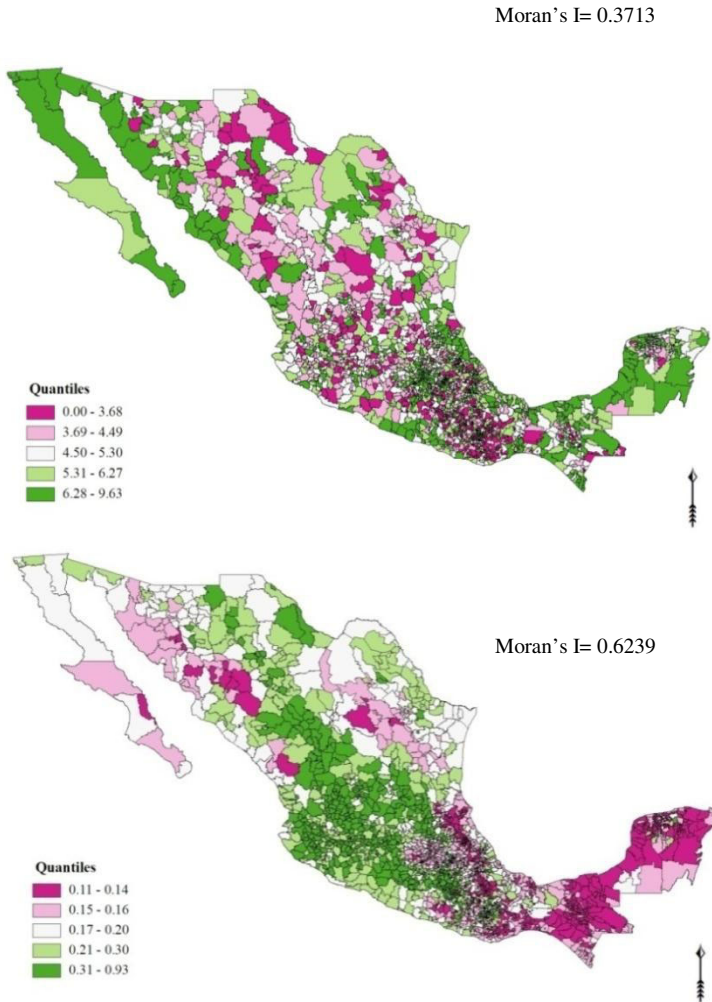 Moran's I= 0.3713
Quantiles
0.00 - 3.68
3.69 - 4.49
4.50 - 5.30
5.31 - 6.27
6.28 - 9.63
Moran's I= 0.6239
Quantiles
0.11 - 0.14
0.15 - 0.16
0.17 - 0.20
0.21 - 0.30
0.31 - 0.93